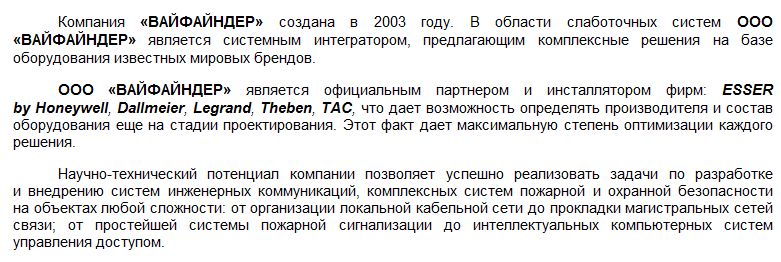 Компания «ВАЙФАЙНДЕР» создана в 2003 году. В области слаботочных систем ООО
«ВАЙФАЙНДЕР» является системным интегратором, предлагающим комплексные решения на базе
оборудования известных мировых брендов.
ООО «ВАЙФАЙНДЕР» является официальным партнером и инсталлятором фирм: ESSER
by Honeywell, Dallmeier, Legrand, Theben, TAC, что дает возможность определять производителя и состав
оборудования еще на стадии проектирования. Этот факт дает максимальную степень оптимизации каждого
решения.
Научно-технический потенциал компании позволяет успешно реализовать задачи по разработке
и внедрению систем инженерных коммуникаций, комплексных систем пожарной и охранной безопасности
на объектах любой сложности: от организации локальной кабельной сети до прокладки магистральных сетей
связи; от простейшей системы пожарной сигнализации до интеллектуальных компьютерных систем
управления доступом.